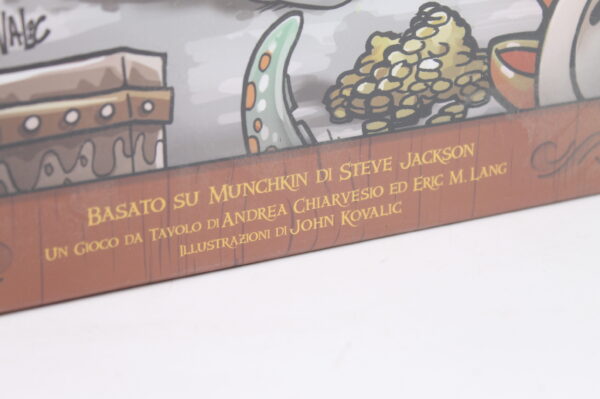 BASATO SU MUNCHKIN DI STEVE JACKSON
UN GIOCO DA TAVOLO DI ANDREA CHIARVESIO ED ERIC M. LANG
ILLUSTRAZIONI DI JOHN KOVALIC